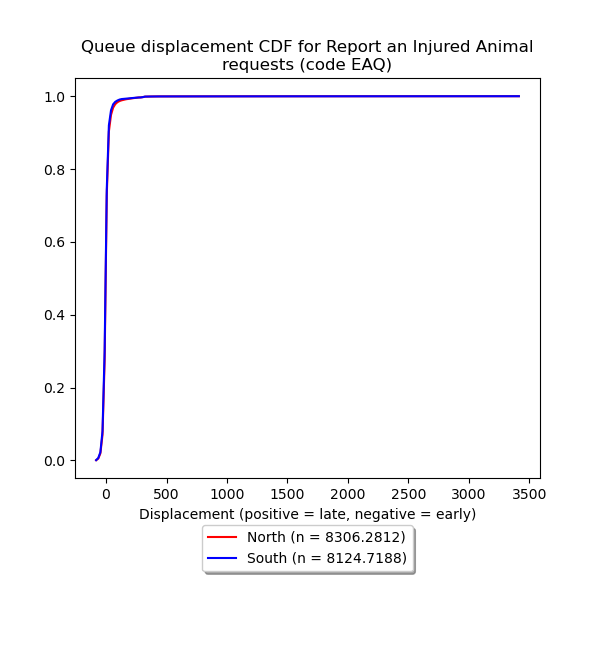 Queue displacement CDF for Report an Injured Animal
requests (code EAQ)
1.0
0.8
0.6
0.4
0.2
0.0
0 500 1000 1500 2000 2500 3000 3500
Displacement (positive = late, negative = early)
North (n = 8306.2812)
South (n = 8124.7188)